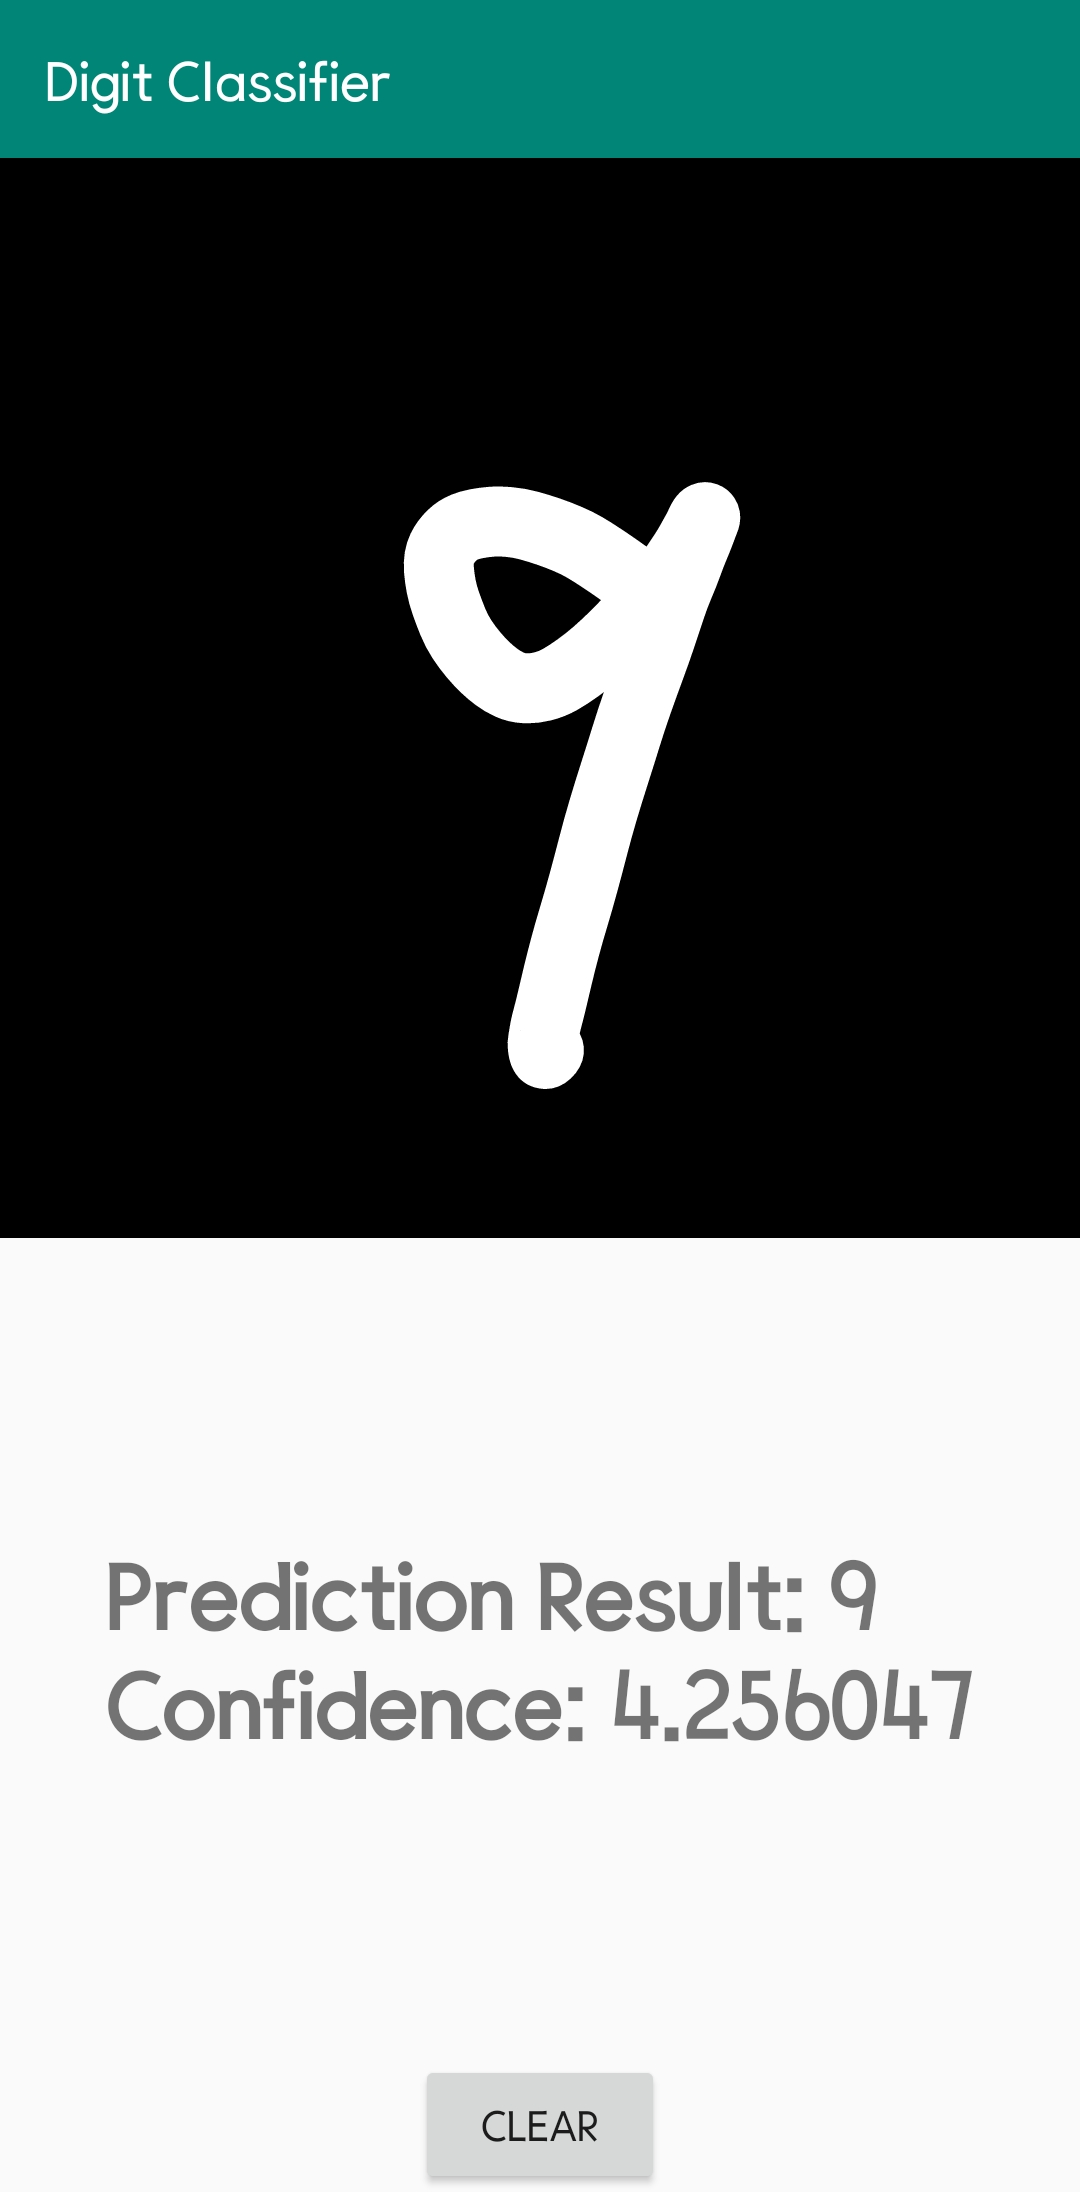 Digit Classifier
9
Prediction Result: 9
Confidence: 4.256047
CLEAR